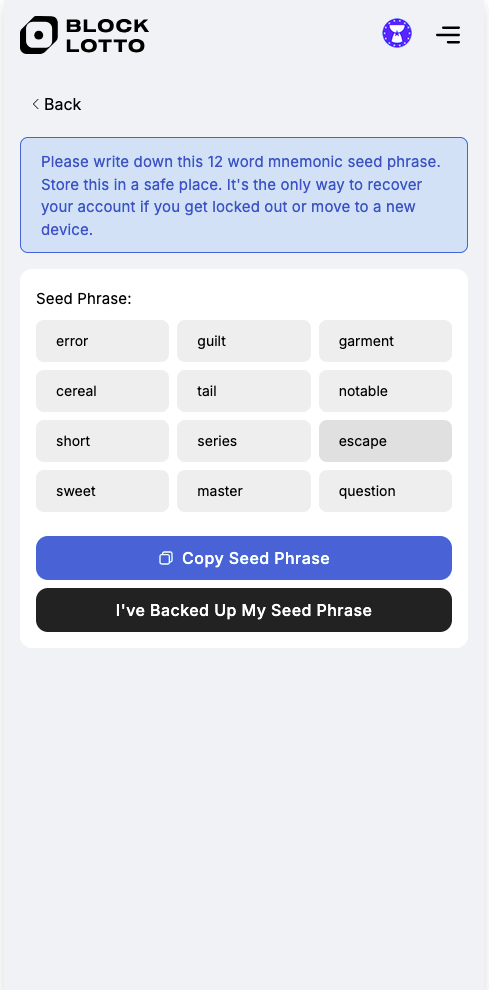 BLOCK
LOTTO
Back
Please write down this 12 word mnemonic seed phrase.
Store this in a safe place. It's the only way to recover
your account if you get locked out or move to a new
device.
Seed Phrase:
error guilt garment
cereal tail notable
short series escape
sweet master question
Copy Seed Phrase
I've Backed Up My Seed Phrase